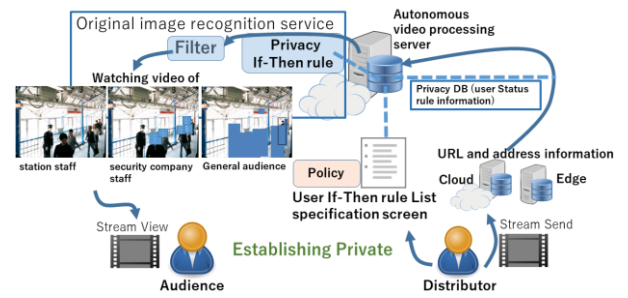 Original image recognition service
Autonomous
video processing
server
Filter
Privacy
If-Then rule
Watching video of
Privacy DB (user Status
rule information)
station staff
security company
staff
General audience
Policy
URL and address information
Cloud
Edge
User If-Then rule List
specification screen
Stream View
Stream Send
Establishing Private
Audience
Distributor